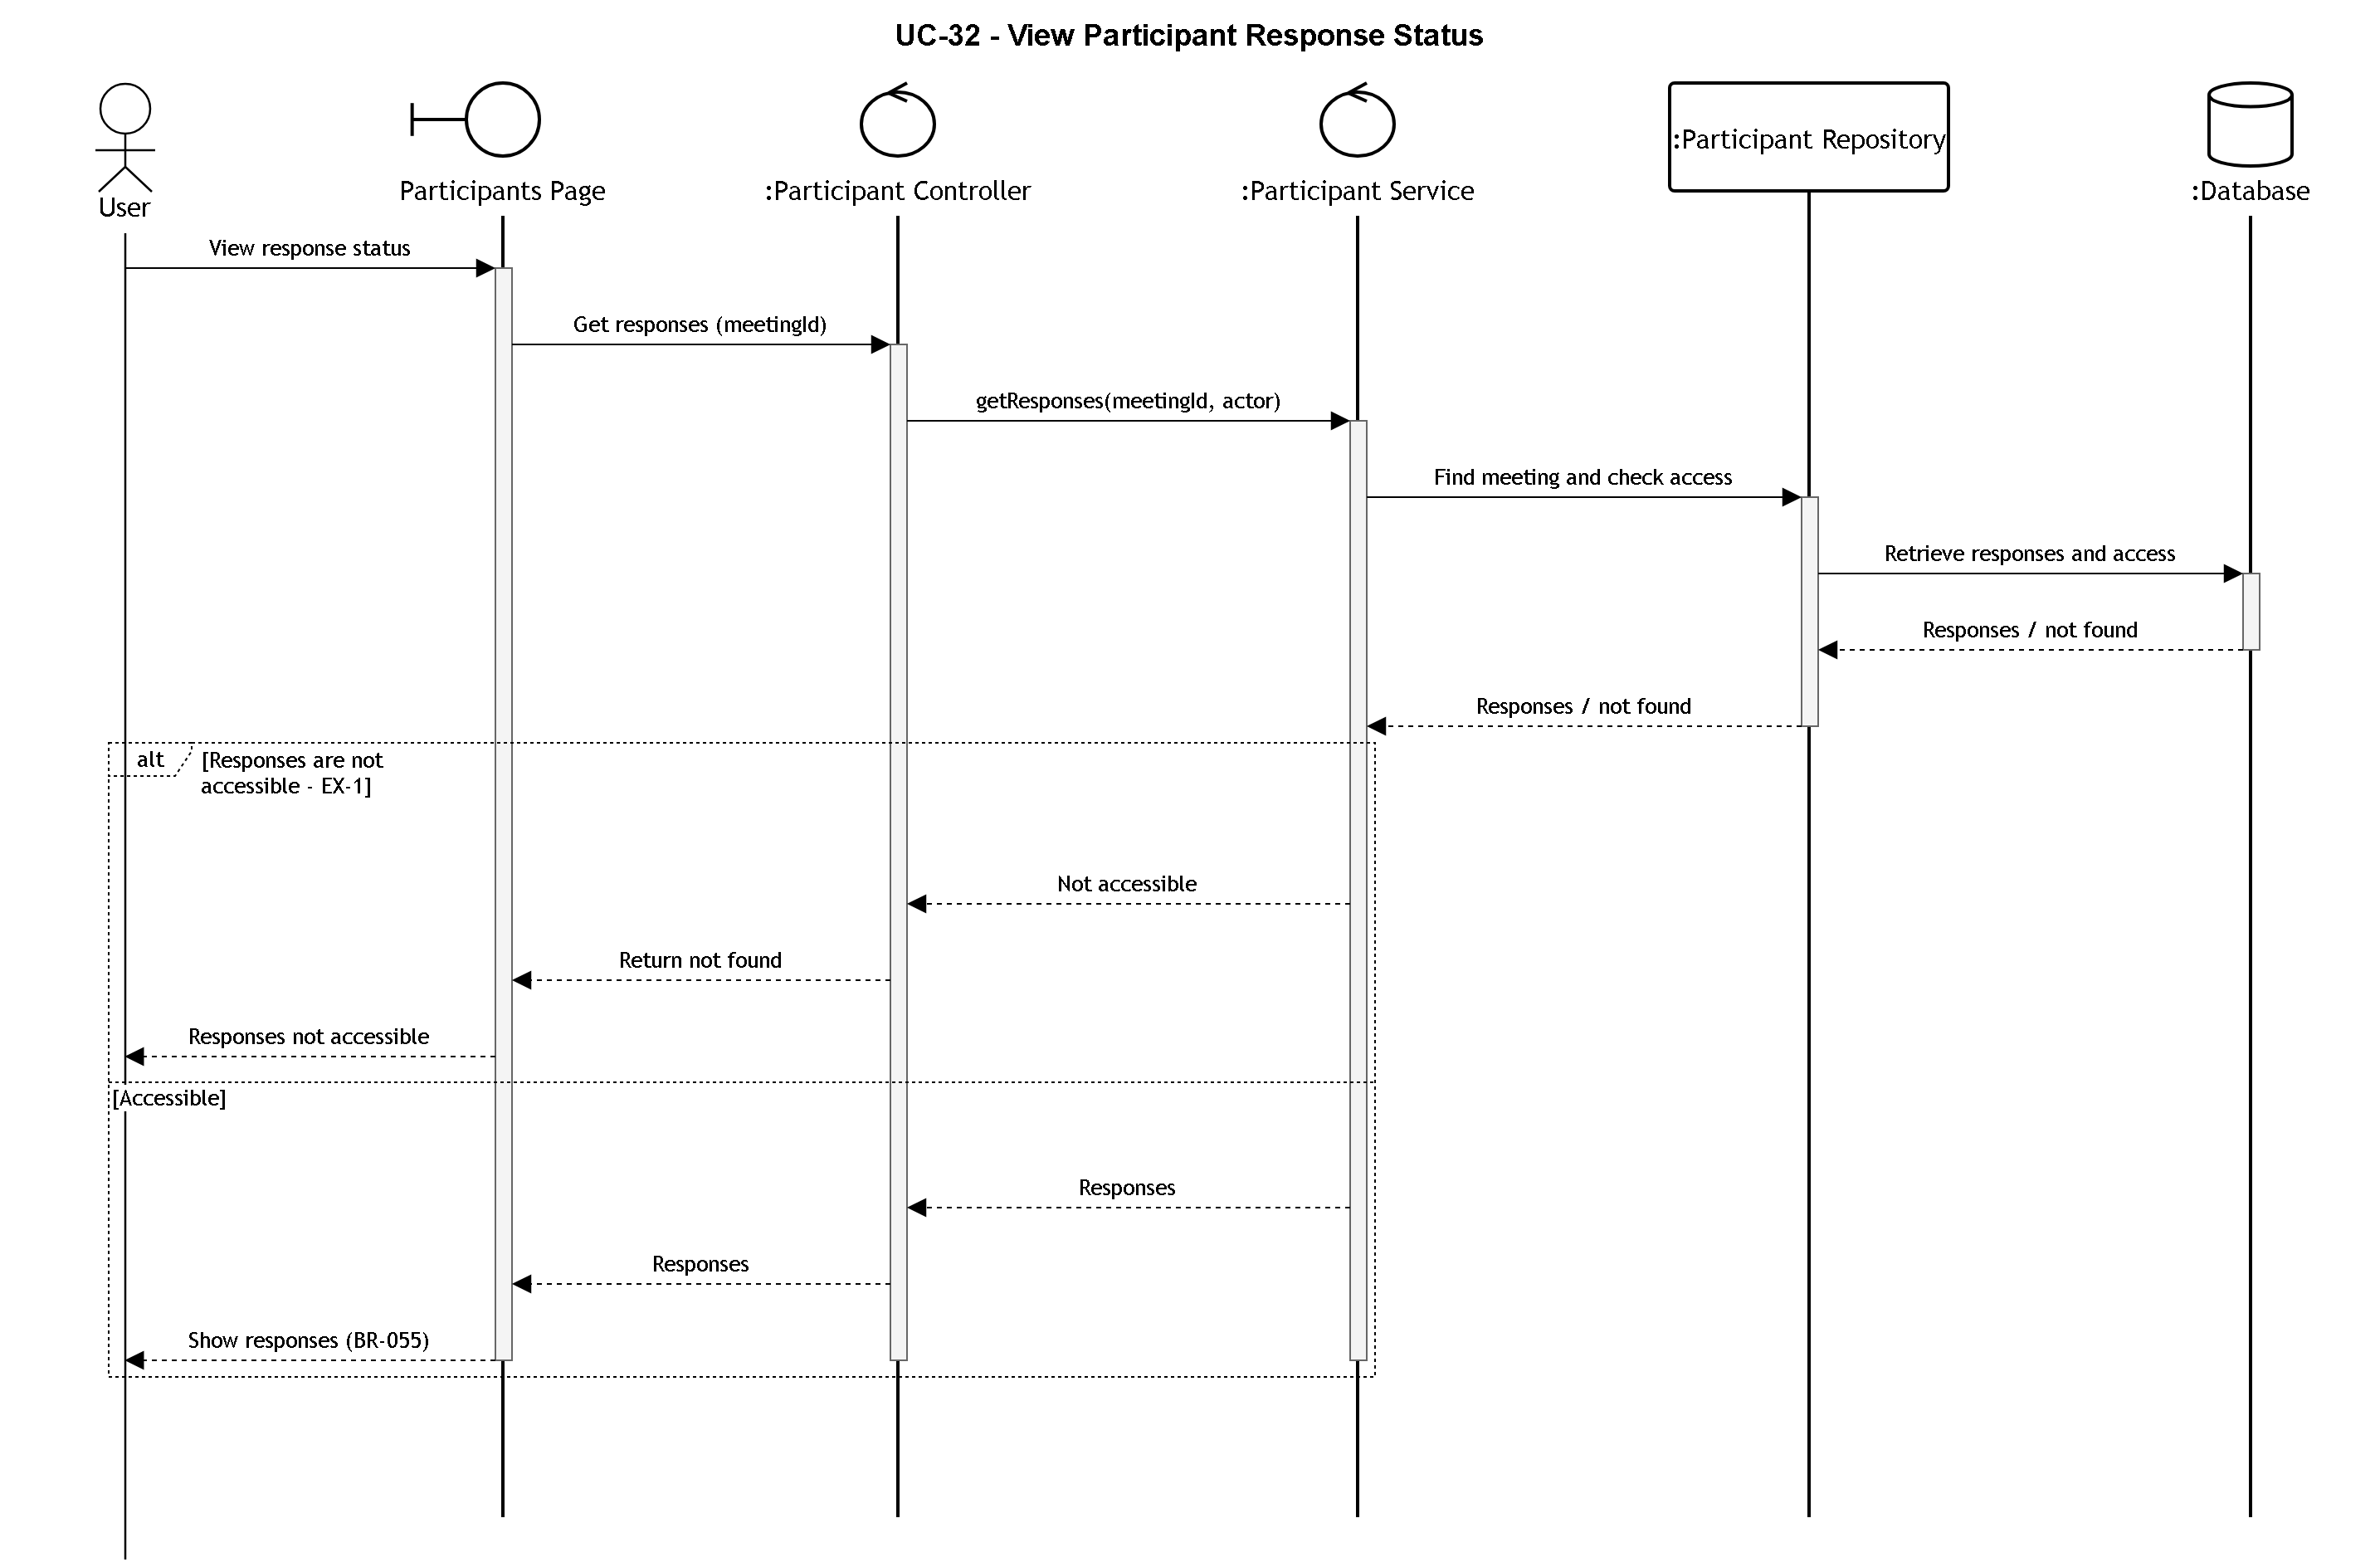 UC-32 - View Participant Response Status
User
Participants Page
:Participant Controller
:Participant Service
:Participant Repository
:Database
View response status
Get responses (meetingId)
getResponses(meetingId, actor)
Find meeting and check access
Retrieve responses and access
Responses / not found
Responses / not found
alt
[Responses are not
accessible - EX-1]
Not accessible
Return not found
Responses not accessible
[Accessible]
Responses
Responses
Show responses (BR-055)